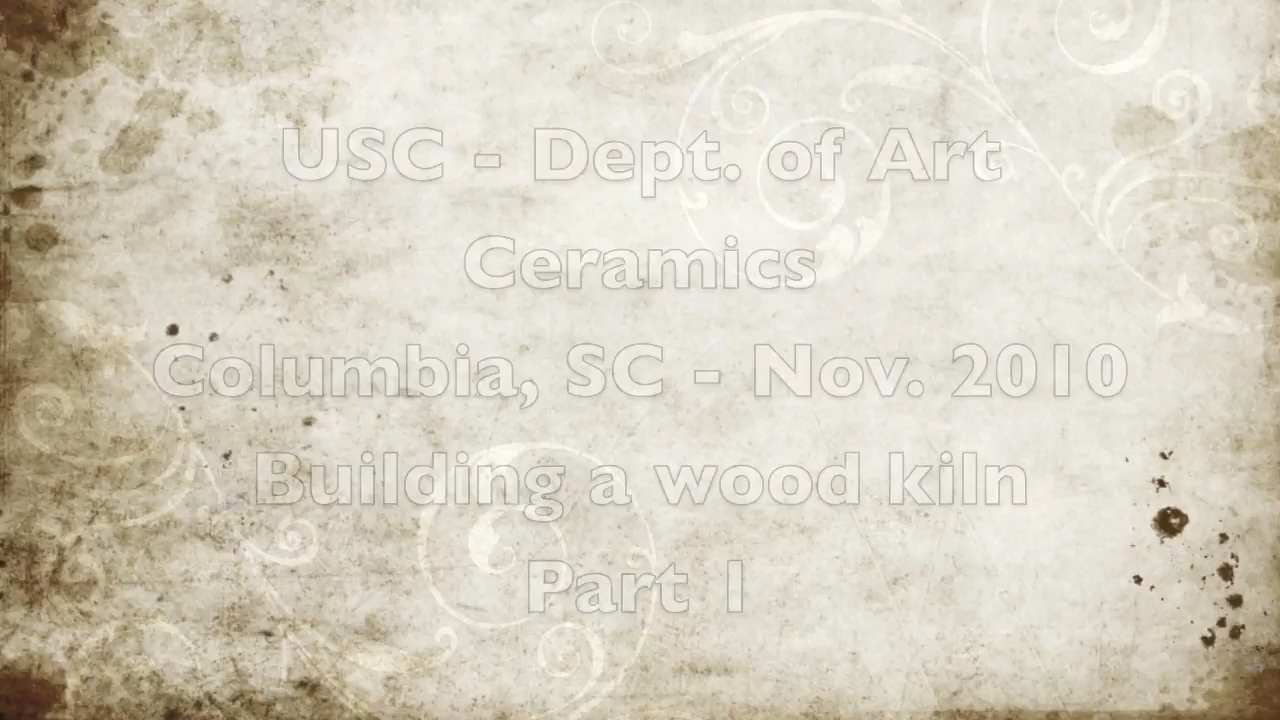 USC - Dept. of Art
Ceramics
Columbia, SC - Nov. 2010
Building a wood kiln
Part 1